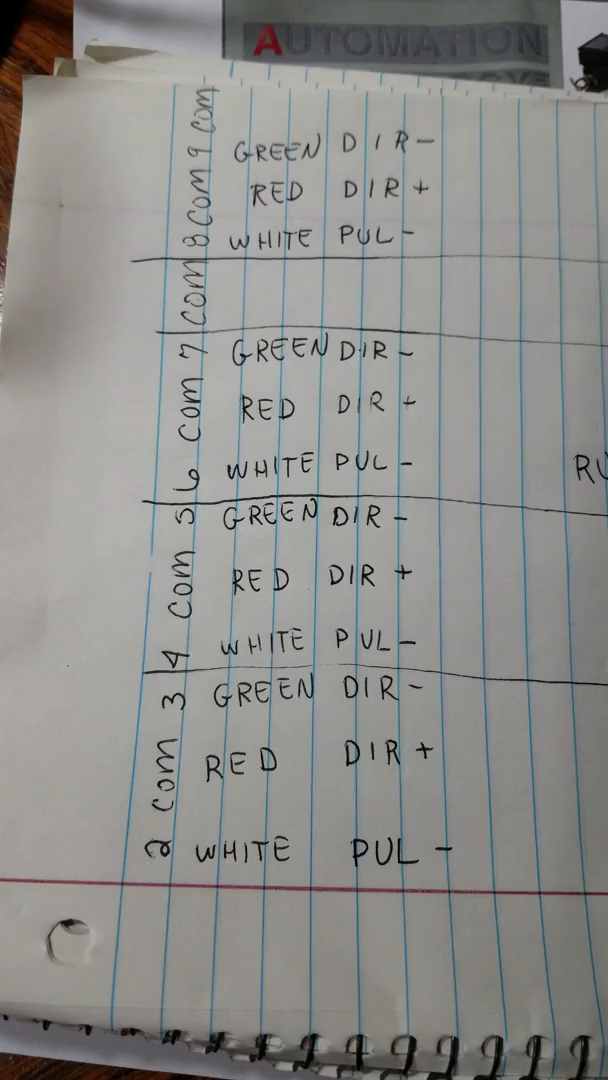 AUTOMATION
com
9 GREEN DIR-
com RED DIR +
8 WHITE PUL-
com
7 GREEN DIR-
com RED DIR +
6 WHITE PUL-
5 GREEN DIR-
com RED DIR +
4 WHITE PUL-
3 GREEN DIR-
com RED DIR +
2 WHITE PUL -